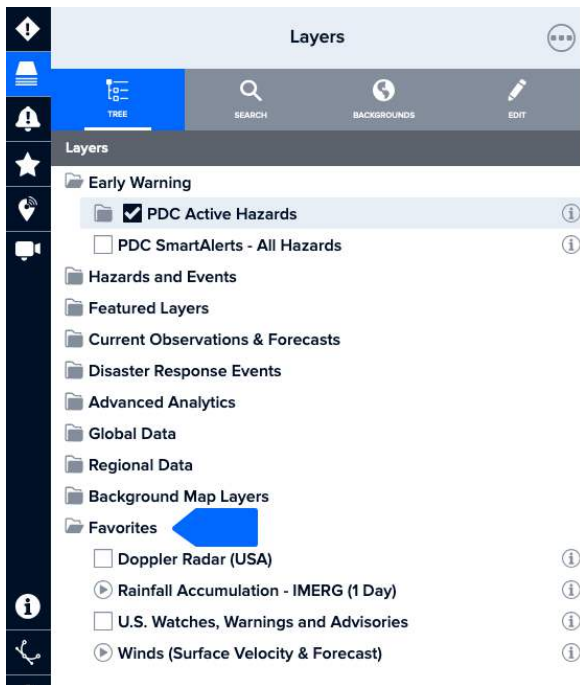 Layers
TREE
SEARCH
BACKGROUNDS
EDIT
Layers
Early Warning
PDC Active Hazards
PDC SmartAlerts - All Hazards
Hazards and Events
Featured Layers
Current Observations & Forecasts
Disaster Response Events
Advanced Analytics
Global Data
Regional Data
Background Map Layers
Favorites
Doppler Radar (USA)
Rainfall Accumulation - IMERG (1 Day)
U.S. Watches, Warnings and Advisories
Winds (Surface Velocity & Forecast)